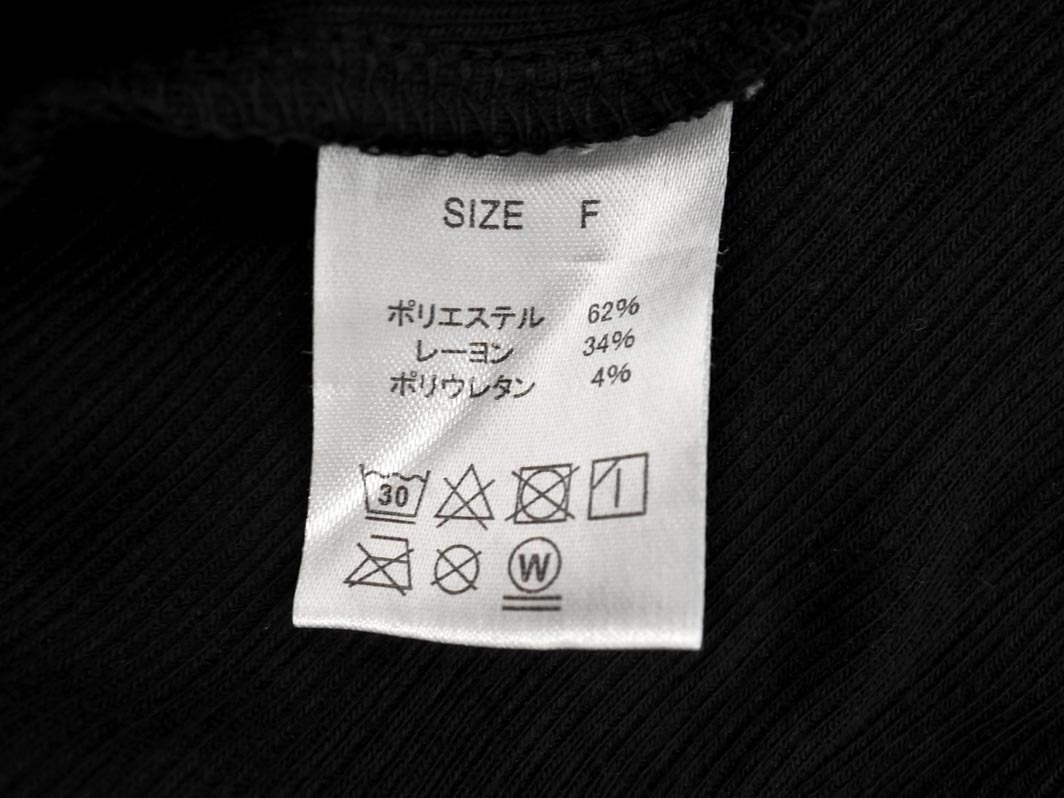 SIZE F
ポリエステル 62%
レーヨン 34%
ポリウレタン 4%
30
W